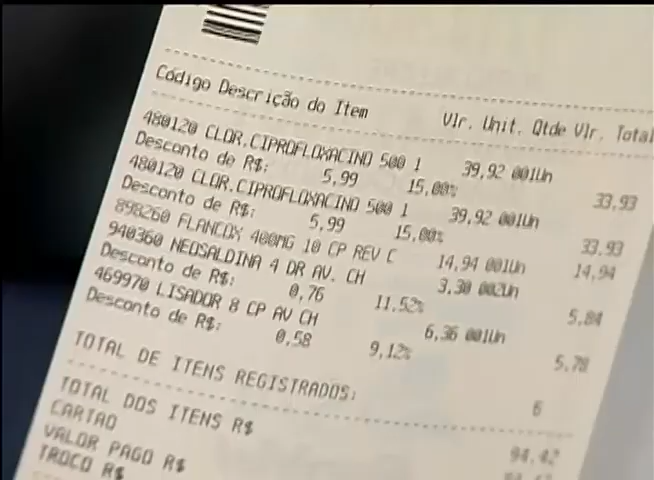 Código Descrição do Item Vlr. Unit. Qtde Vlr. Total
480120 CLOR.CIPROFLOXACINO 500 1 39,92 001Un 33,93
Desconto de R$: 5,99 15,00%
480120 CLOR.CIPROFLOXACINO 500 1 39,92 001Un 33,93
Desconto de R$: 5,99 15,00%
898260 FLANCOX 400MG 10 CP REV C 14,94 001Un 14,94
940360 NEOSALDINA 4 DR AV. CH 3,30 002Un 5,84
Desconto de R$: 0,76 11,52%
469970 LISADOR 8 CP AV CH 6,36 001Un 5,78
Desconto de R$: 0,58 9,12%
TOTAL DE ITENS REGISTRADOS: 6
TOTAL DOS ITENS R$ 94,42
CARTAO
VALOR PAGO R$
TROCO R$